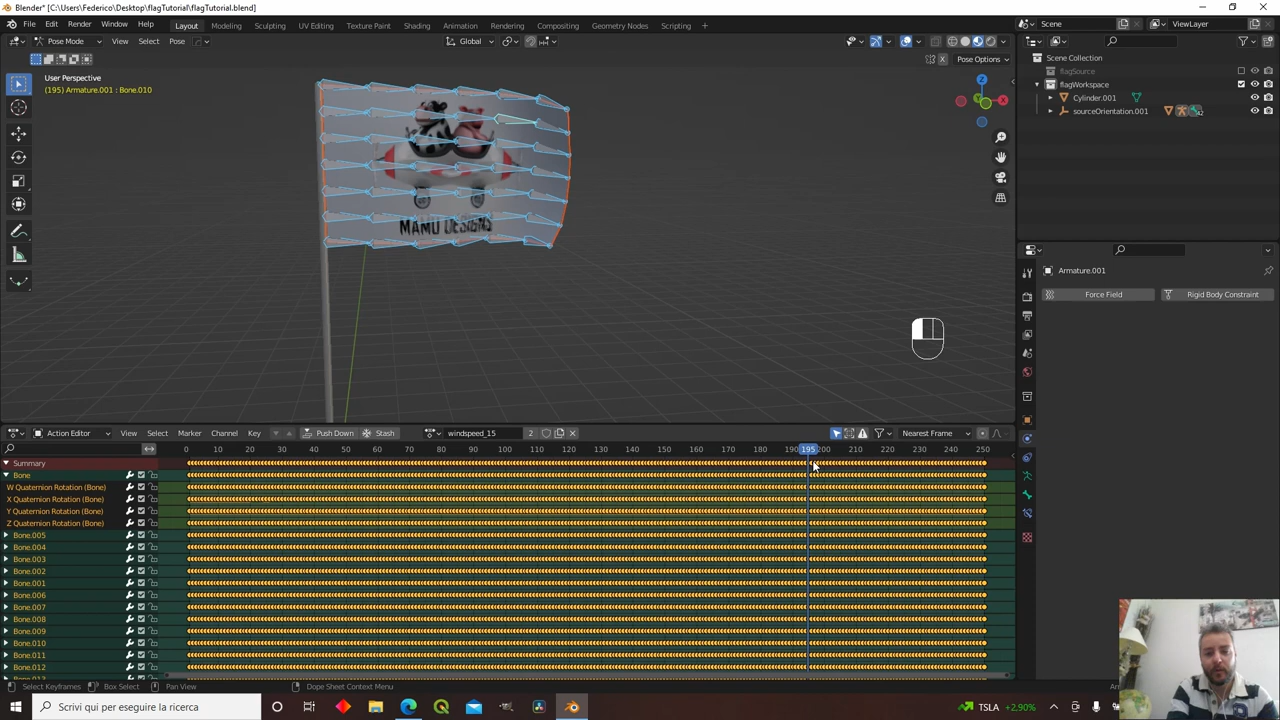 Blender* [C:\Users\Federico\Desktop\flagTutorial\flagTutorial.blend]
File Edit Render Window Help Layout Modeling Sculpting UV Editing Texture Paint Shading Animation Rendering Compositing Geometry Nodes Scripting + Scene ViewLayer
Pose Mode View Select Pose Global
X Pose Options
User Perspective
(195) Armature.001 : Bone.010
Scene Collection
flagSource
flagWorkspace
Cylinder.001
sourceOrientation.001
MAMU DESIGNS
Armature.001
Force Field Rigid Body Constraint
Action Editor View Select Marker Channel Key Push Down Stash windspeed_15 2 Nearest Frame
0 10 20 30 40 50 60 70 80 90 100 110 120 130 140 150 160 170 180 190 195 200 210 220 230 240 250
Summary
Bone
W Quaternion Rotation (Bone)
X Quaternion Rotation (Bone)
Y Quaternion Rotation (Bone)
Z Quaternion Rotation (Bone)
Bone.005
Bone.004
Bone.003
Bone.002
Bone.001
Bone.006
Bone.007
Bone.008
Bone.009
Bone.010
Bone.011
Bone.012
Select Keyframes Box Select Pan View Dope Sheet Context Menu
Scrivi qui per eseguire la ricerca TSLA +2,90%